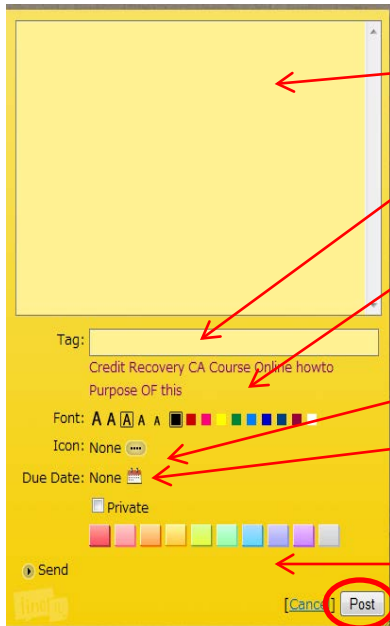 Tag:
Credit Recovery CA Course Online howto
Purpose OF this
Font: A A A A A
Icon: None
Due Date: None
Private
Send
[Cancel] Post